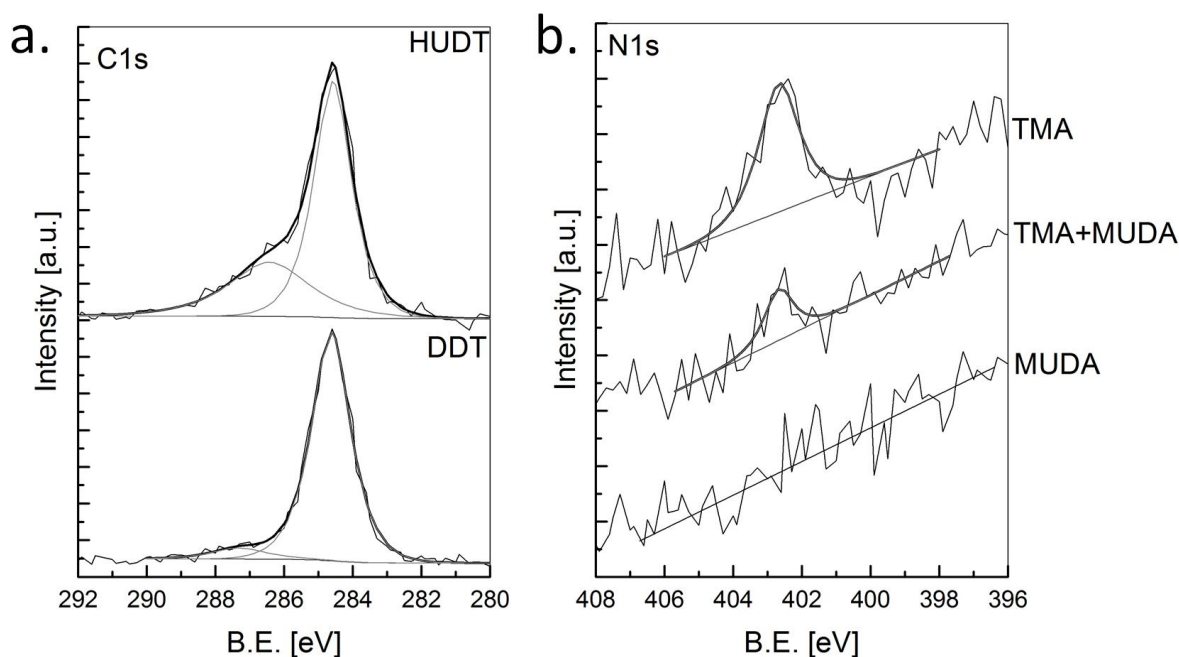 a.
C1s
HUDT
DDT
Intensity [a.u.]
292 290 288 286 284 282 280
B.E. [eV]
b.
N1s
TMA
TMA+MUDA
MUDA
Intensity [a.u.]
408 406 404 402 400 398 396
B.E. [eV]